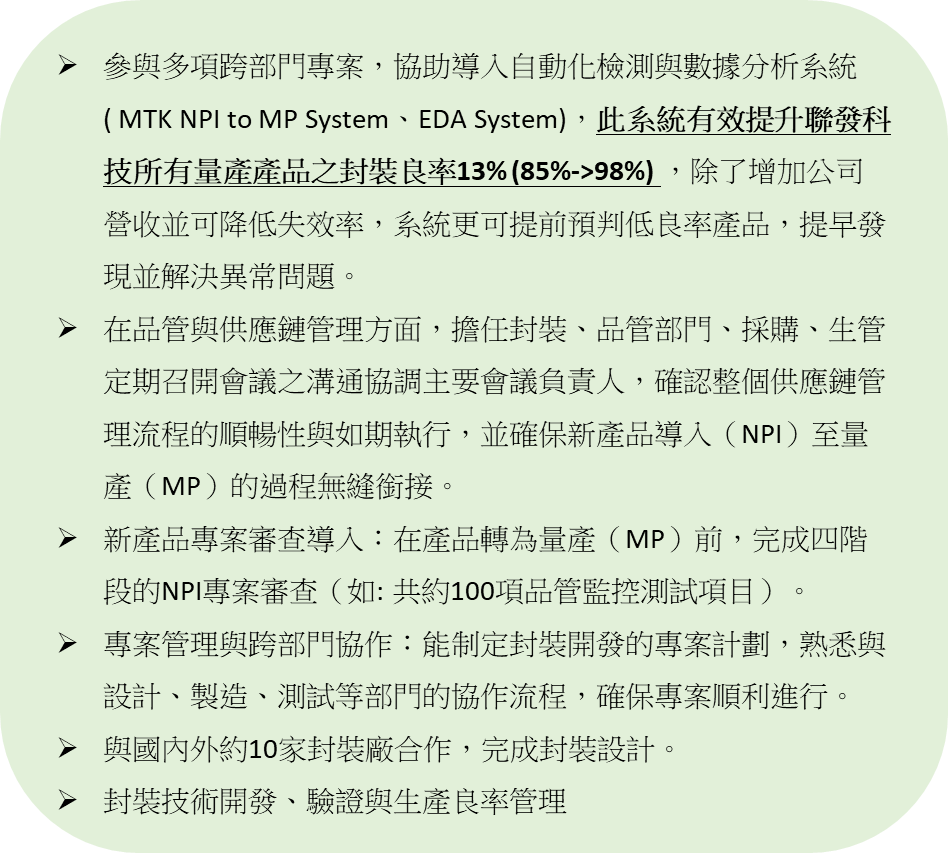 ➢ 參與多項跨部門專案，協助導入自動化檢測與數據分析系統
( MTK NPI to MP System、EDA System)，此系統有效提升聯發科
技所有量產產品之封裝良率13% (85%->98%) ，除了增加公司
營收並可降低失效率，系統更可提前預判低良率產品，提早發
現並解決異常問題。
➢ 在品管與供應鏈管理方面，擔任封裝、品管部門、採購、生管
定期召開會議之溝通協調主要會議負責人，確認整個供應鏈管
理流程的順暢性與如期執行，並確保新產品導入（NPI）至量
產（MP）的過程無縫銜接。
➢ 新產品專案審查導入：在產品轉為量產（MP）前，完成四階
段的NPI專案審查（如: 共約100項品管監控測試項目）。
➢ 專案管理與跨部門協作：能制定封裝開發的專案計劃，熟悉與
設計、製造、測試等部門的協作流程，確保專案順利進行。
➢ 與國內外約10家封裝廠合作，完成封裝設計。
➢ 封裝技術開發、驗證與生產良率管理